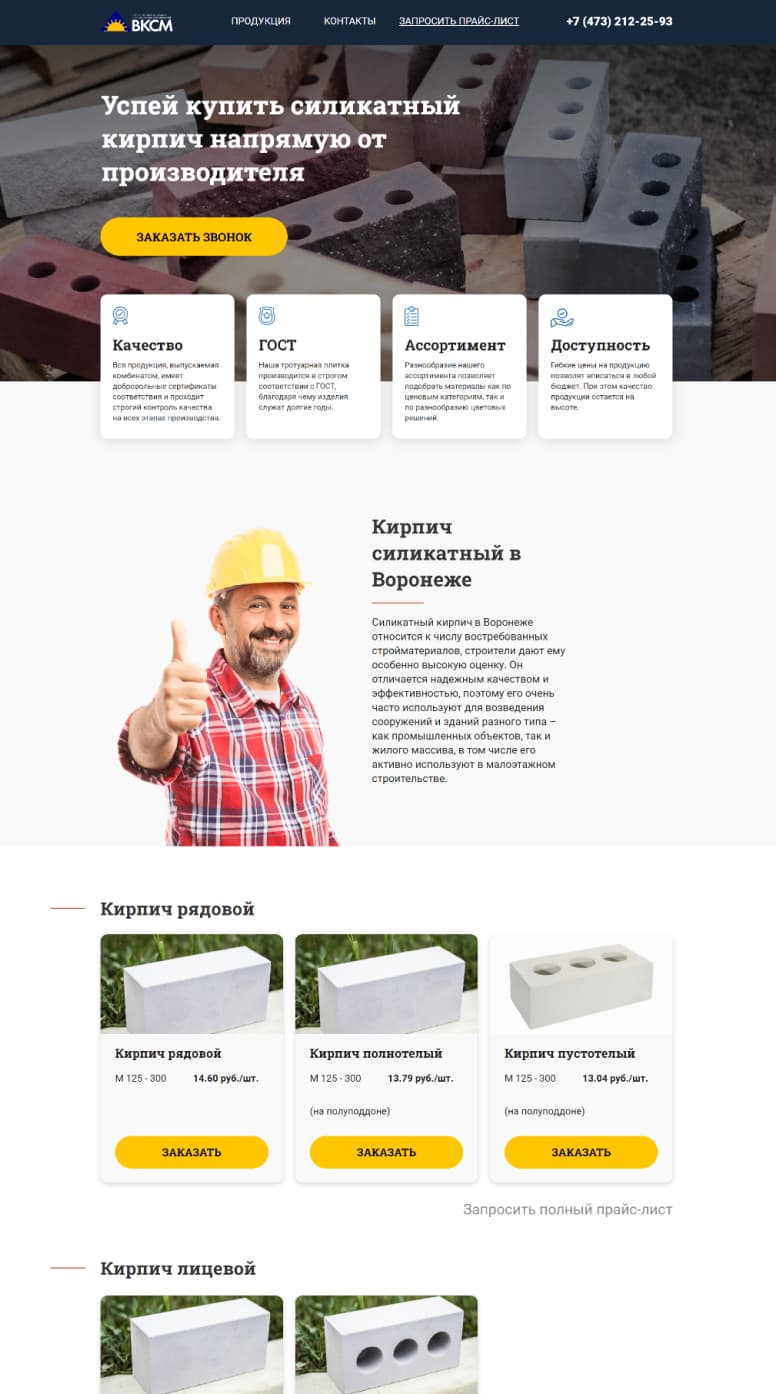 ВКСМ
ПРОДУКЦИЯ
КОНТАКТЫ
ЗАПРОСИТЬ ПРАЙС-ЛИСТ
+7 (473) 212-25-93
Успей купить силикатный
кирпич напрямую от
производителя
ЗАКАЗАТЬ ЗВОНОК
Качество
Вся продукция, выпускаемая
комбинатом, имеет
добровольные сертификаты
соответствия и проходит
строгий контроль качества
на всех этапах производства.
ГОСТ
Наша тротуарная плитка
производится в строгом
соответствии с ГОСТ,
благодаря чему изделия
служат долгие годы.
Ассортимент
Разнообразие нашего
ассортимента позволяет
подобрать материалы как по
ценовым категориям, так и
по разнообразию цветовых
решений.
Доступность
Гибкие цены на продукцию
позволят вписаться в любой
бюджет. При этом качество
продукции остается на
высоте.
Кирпич
силикатный в
Воронеже
Силикатный кирпич в Воронеже
относится к числу востребованных
стройматериалов, строители дают ему
особенно высокую оценку. Он
отличается надежным качеством и
эффективностью, поэтому его очень
часто используют для возведения
сооружений и зданий разного типа –
как промышленных объектов, так и
жилого массива, в том числе его
активно используют в малоэтажном
строительстве.
Кирпич рядовой
Кирпич рядовой
М 125 - 300 14.60 руб./шт.
ЗАКАЗАТЬ
Кирпич полнотелый
М 125 - 300 13.79 руб./шт.
(на полуподдоне)
ЗАКАЗАТЬ
Кирпич пустотелый
М 125 - 300 13.04 руб./шт.
(на полуподдоне)
ЗАКАЗАТЬ
Запросить полный прайс-лист
Кирпич лицевой